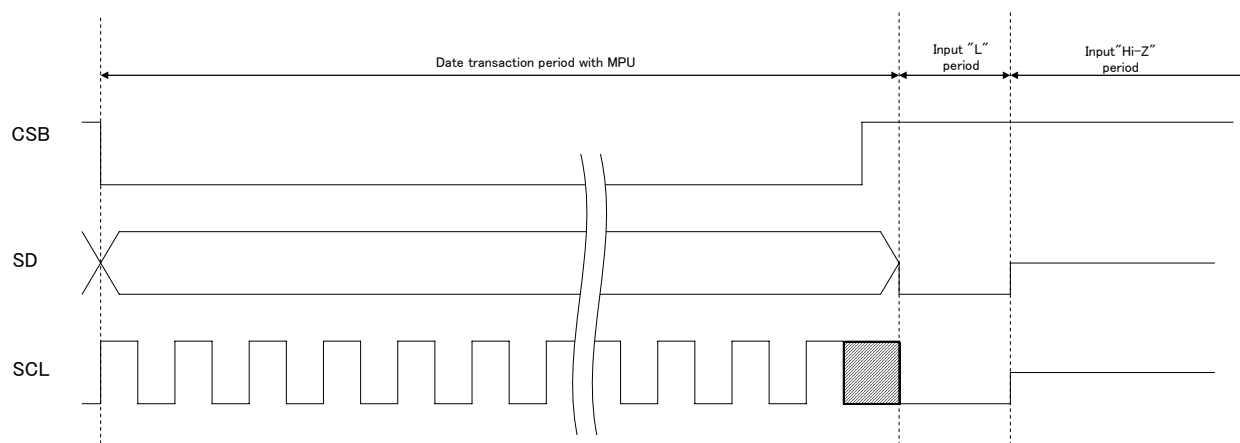 Date transaction period with MPU
Input "L"
period
Input"Hi-Z"
period
CSB
SD
SCL